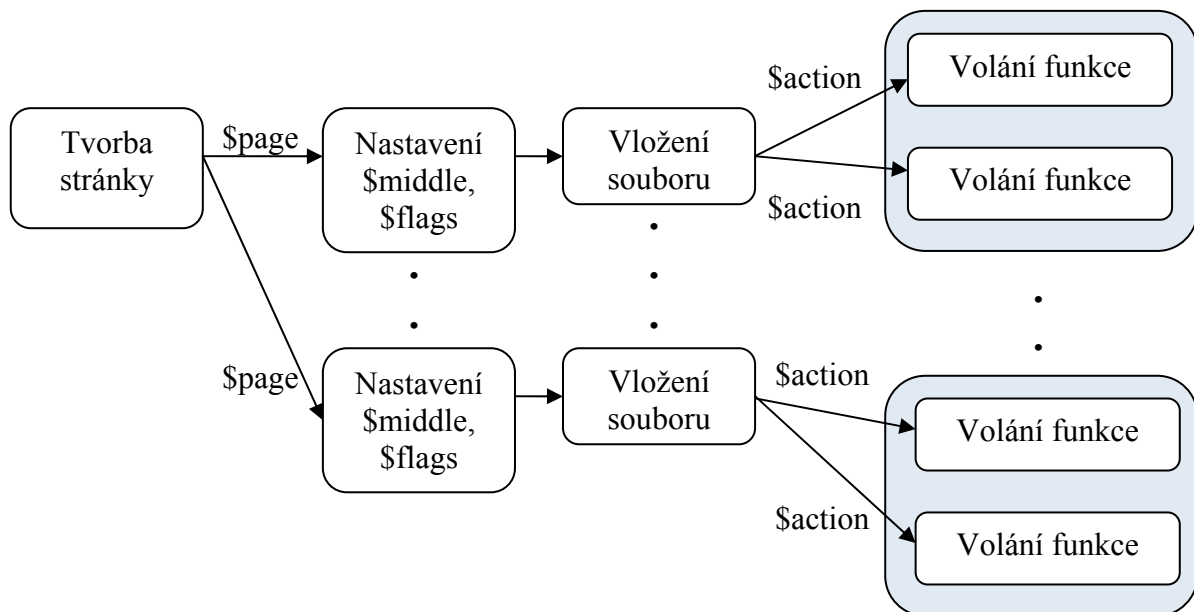 Volání funkce
$action
Tvorba
stránky
$page
Nastavení
$middle,
$flags
Vložení
souboru
Volání funkce
$action
$page
Nastavení
$middle,
$flags
Vložení
souboru
$action
Volání funkce
$action
Volání funkce